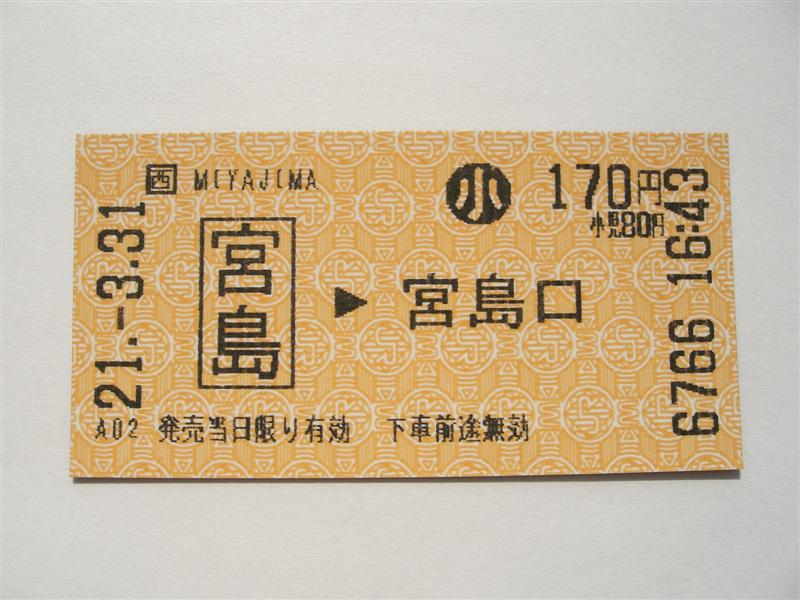 西 MIYAJIMA
小 170円
小児80円
宮島 ▶ 宮島口
A02 発売当日限り有効 下車前途無効
21.-3.31
6766 16:43